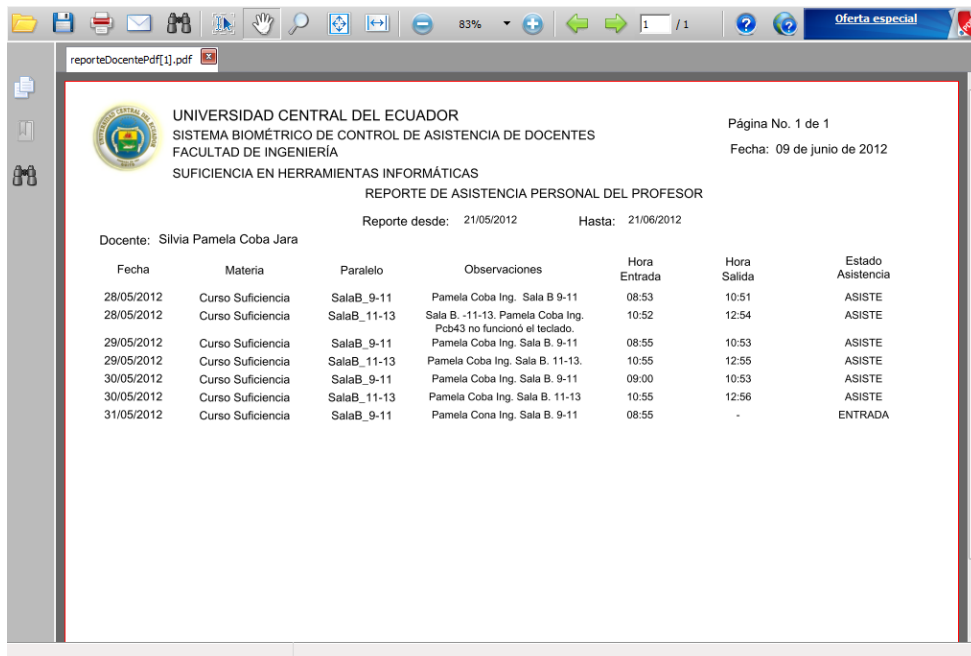 83% 1 / 1 Oferta especial
reporteDocentePdf[1].pdf
UNIVERSIDAD CENTRAL DEL ECUADOR
SISTEMA BIOMÉTRICO DE CONTROL DE ASISTENCIA DE DOCENTES
FACULTAD DE INGENIERÍA
SUFICIENCIA EN HERRAMIENTAS INFORMÁTICAS
Página No. 1 de 1
Fecha: 09 de junio de 2012
REPORTE DE ASISTENCIA PERSONAL DEL PROFESOR
Reporte desde: 21/05/2012 Hasta: 21/06/2012
Docente: Silvia Pamela Coba Jara
Fecha Materia Paralelo Observaciones Hora Entrada Hora Salida Estado Asistencia
28/05/2012 Curso Suficiencia SalaB_9-11 Pamela Coba Ing. Sala B 9-11 08:53 10:51 ASISTE
28/05/2012 Curso Suficiencia SalaB_11-13 Sala B. -11-13. Pamela Coba Ing. 10:52 12:54 ASISTE
Pcb43 no funcionó el teclado.
29/05/2012 Curso Suficiencia SalaB_9-11 Pamela Coba Ing. Sala B. 9-11 08:55 10:53 ASISTE
29/05/2012 Curso Suficiencia SalaB_11-13 Pamela Coba Ing. Sala B. 11-13. 10:55 12:55 ASISTE
30/05/2012 Curso Suficiencia SalaB_9-11 Pamela Coba Ing. Sala B. 9-11 09:00 10:53 ASISTE
30/05/2012 Curso Suficiencia SalaB_11-13 Pamela Coba Ing. Sala B. 11-13 10:55 12:56 ASISTE
31/05/2012 Curso Suficiencia SalaB_9-11 Pamela Cona Ing. Sala B. 9-11 08:55 - ENTRADA